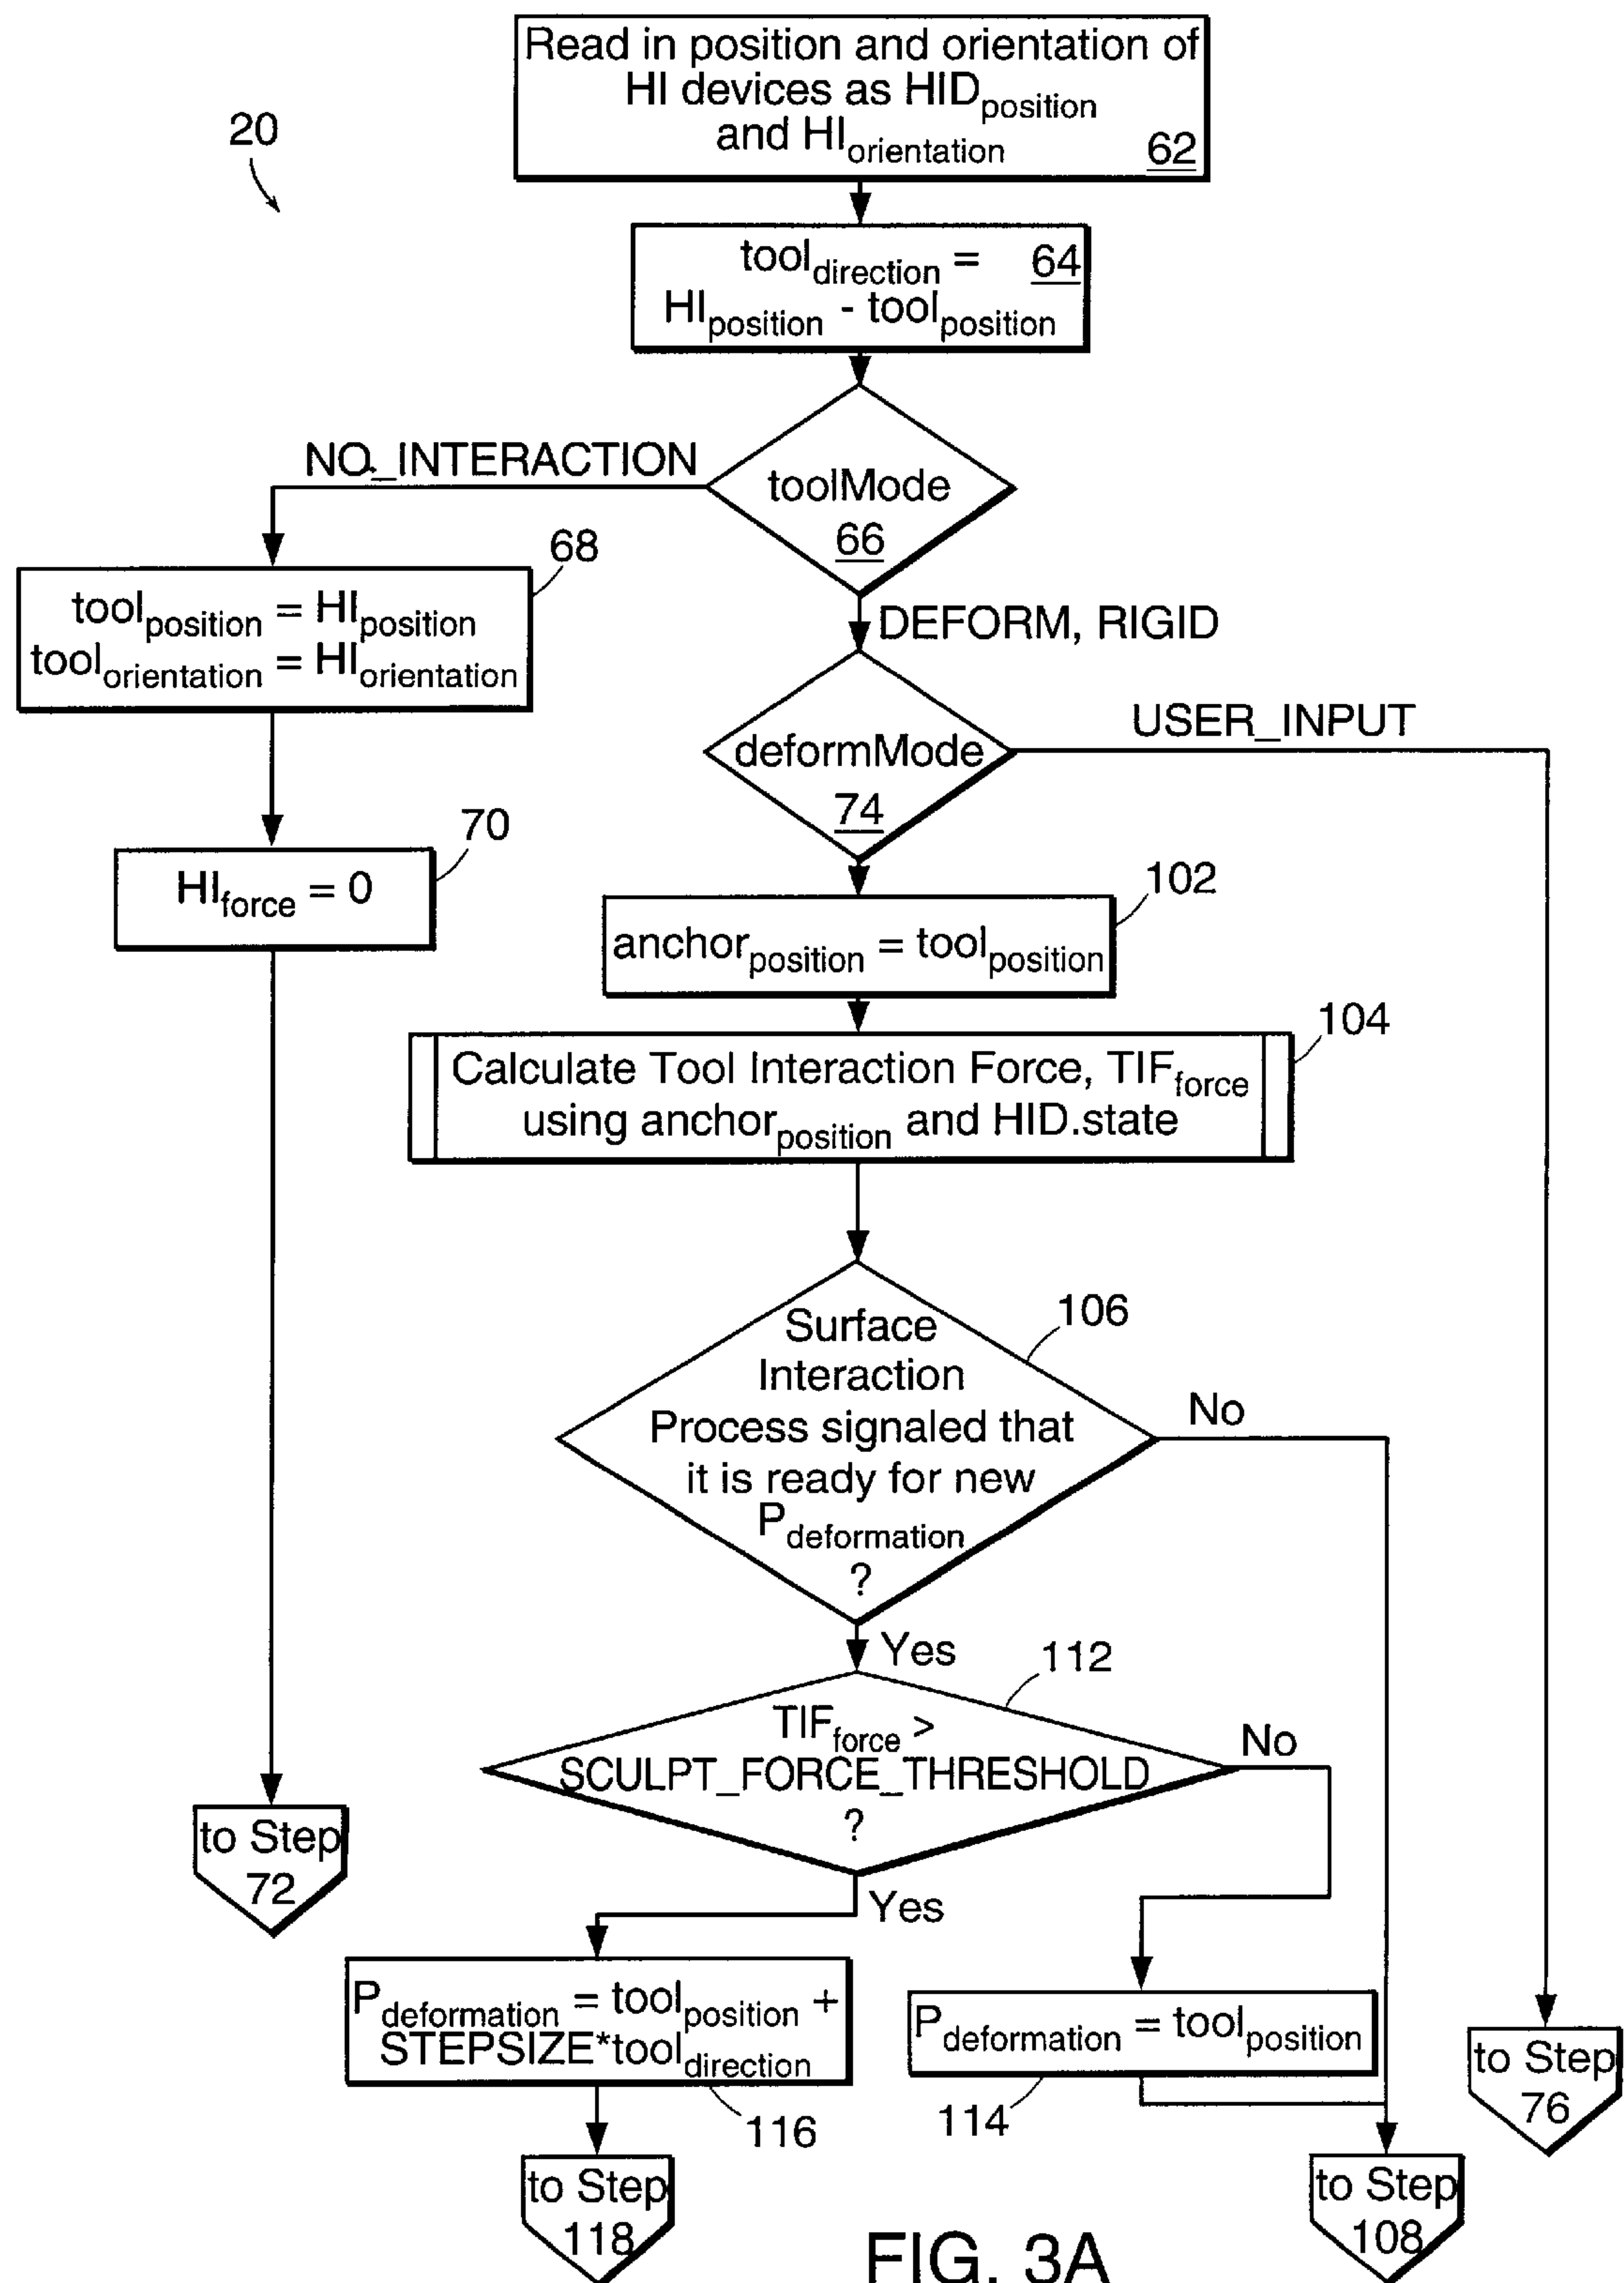 Read in position and orientation of
HI devices as HIDposition
and HIorientation 62
20
tooldirection = 64
HIposition - toolposition
NO_INTERACTION
toolMode
66
68
toolposition = HIposition
toolorientation = HIorientation
DEFORM, RIGID
USER_INPUT
deformMode
74
70
HIforce = 0
102
anchorposition = toolposition
104
Calculate Tool Interaction Force, TIFforce
using anchorposition and HID.state
106
Surface
Interaction
Process signaled that
it is ready for new
Pdeformation
?
No
Yes
112
TIFforce >
SCULPT_FORCE_THRESHOLD
?
No
Yes
to Step
72
Pdeformation = toolposition +
STEPSIZE*tooldirection
116
Pdeformation = toolposition
114
to Step
76
to Step
118
to Step
108
FIG. 3A